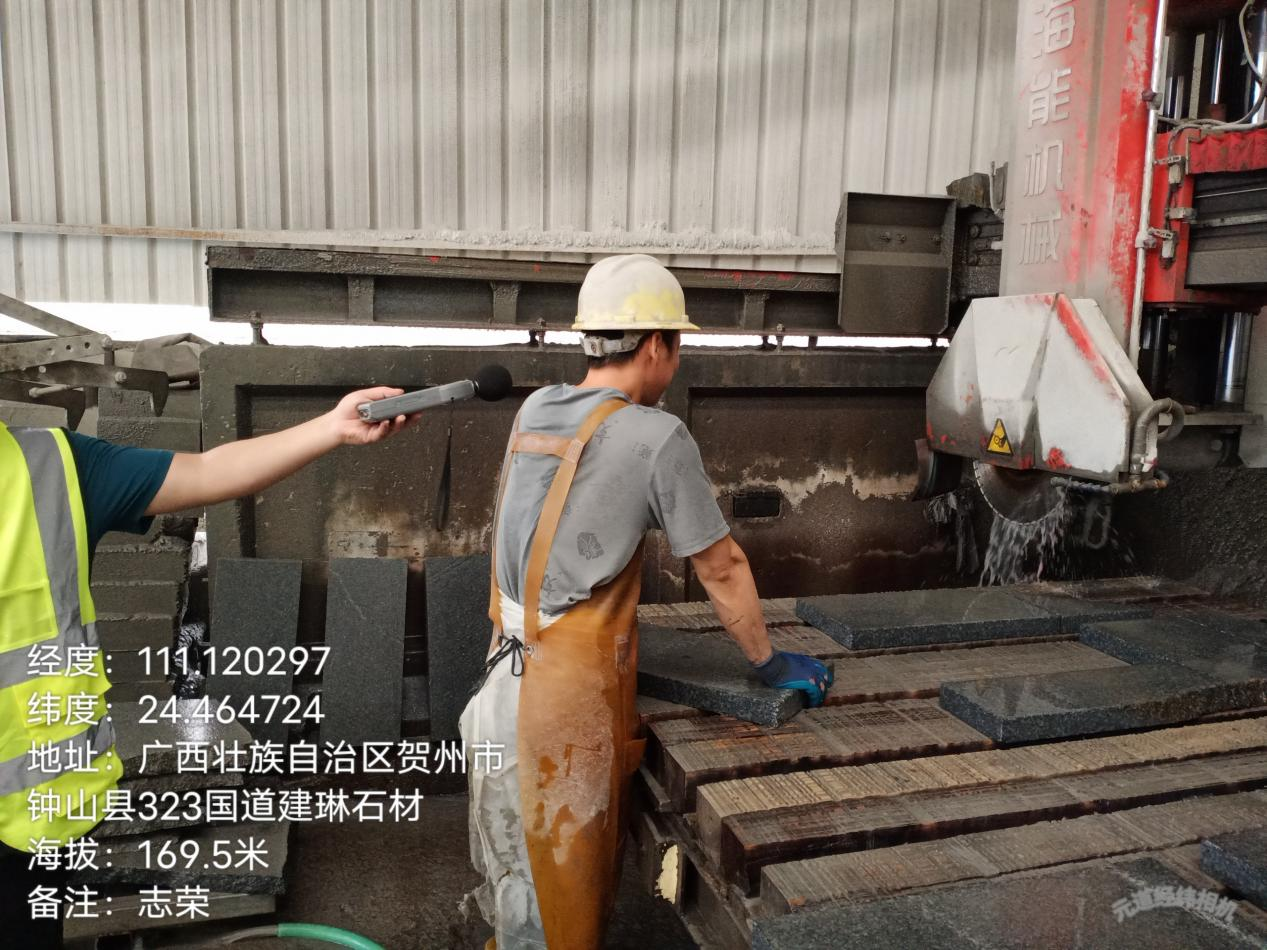 海能机械
经度：111.120297
纬度：24.464724
地址：广西壮族自治区贺州市
钟山县323国道建琳石材
海拔：169.5米
备注：志荣
元道经纬相机